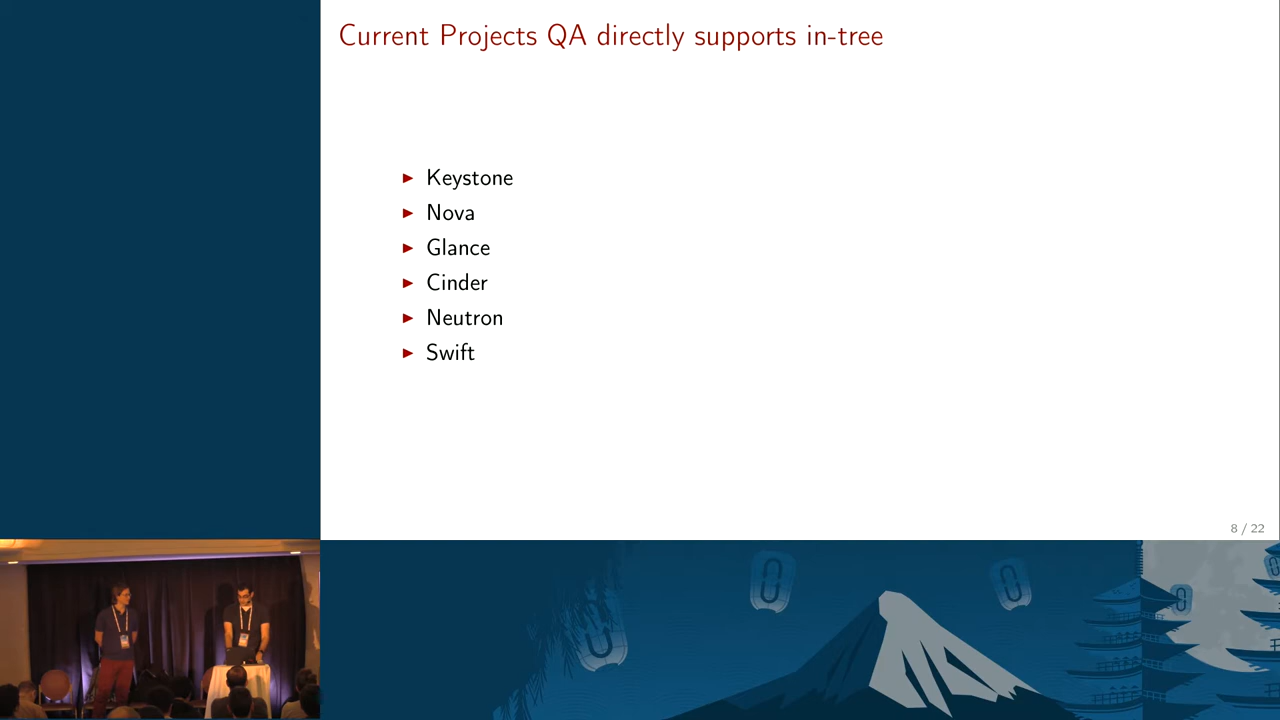 Current Projects QA directly supports in-tree
Keystone
Nova
Glance
Cinder
Neutron
Swift
8 / 22